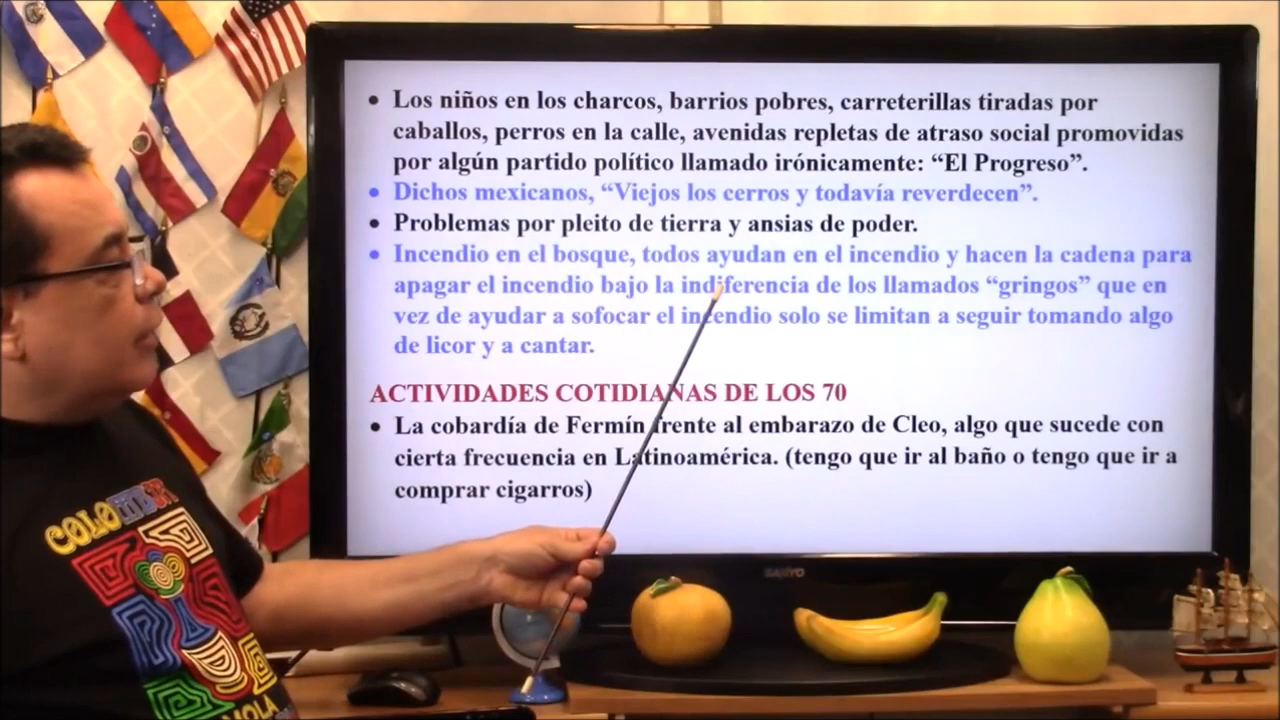 • Los niños en los charcos, barrios pobres, carreterillas tiradas por
caballos, perros en la calle, avenidas repletas de atraso social promovidas
por algún partido político llamado irónicamente: “El Progreso”.
• Dichos mexicanos, “Viejos los cerros y todavía reverdecen”.
• Problemas por pleito de tierra y ansias de poder.
• Incendio en el bosque, todos ayudan en el incendio y hacen la cadena para
apagar el incendio bajo la indiferencia de los llamados “gringos” que en
vez de ayudar a sofocar el incendio solo se limitan a seguir tomando algo
de licor y a cantar.
ACTIVIDADES COTIDIANAS DE LOS 70
• La cobardía de Fermín frente al embarazo de Cleo, algo que sucede con
cierta frecuencia en Latinoamérica. (tengo que ir al baño o tengo que ir a
comprar cigarros)
SANYO
COLOMBIA
MOLA